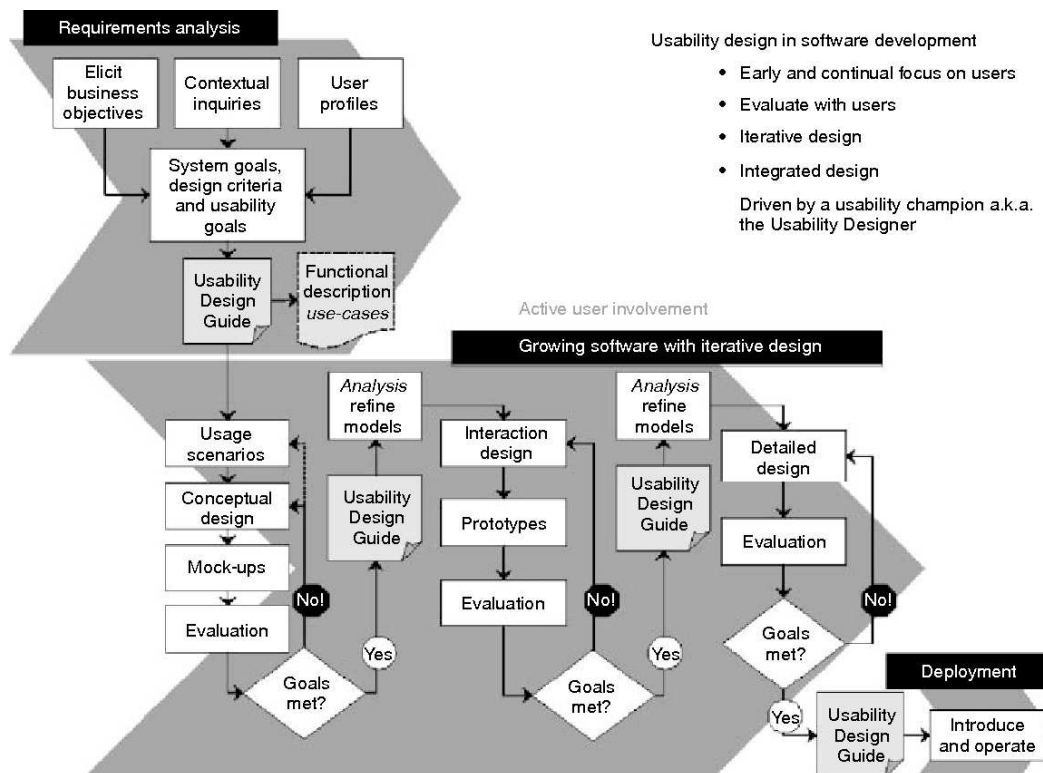 Requirements analysis
Elicit
business
objectives
Contextual
inquiries
User
profiles
System goals,
design criteria
and usability
goals
Usability
Design
Guide
Functional
description
use-cases
Usability design in software development
• Early and continual focus on users
• Evaluate with users
• Iterative design
• Integrated design
Driven by a usability champion a.k.a.
the Usability Designer
Active user involvement
Growing software with iterative design
Usage
scenarios
Conceptual
design
Mock-ups
Evaluation
No!
Goals
met?
Yes
Usability
Design
Guide
Analysis
refine
models
Interaction
design
Prototypes
Evaluation
No!
Goals
met?
Yes
Usability
Design
Guide
Analysis
refine
models
Detailed
design
Evaluation
No!
Goals
met?
Yes
Deployment
Usability
Design
Guide
Introduce
and operate